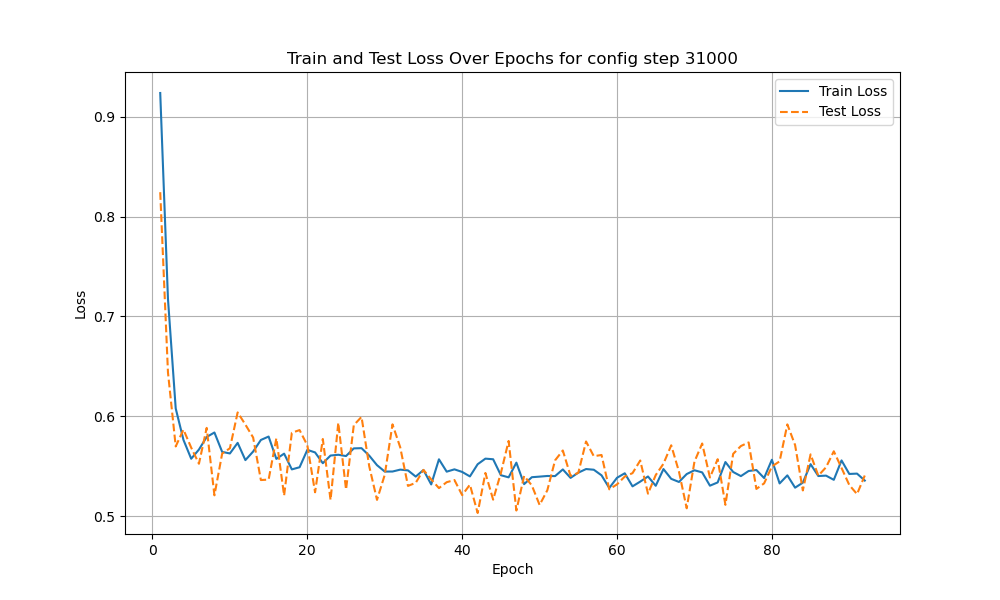 Train and Test Loss Over Epochs for config step 31000
Train Loss
Test Loss
Loss
0.9
0.8
0.7
0.6
0.5
0
20
40
60
80
Epoch